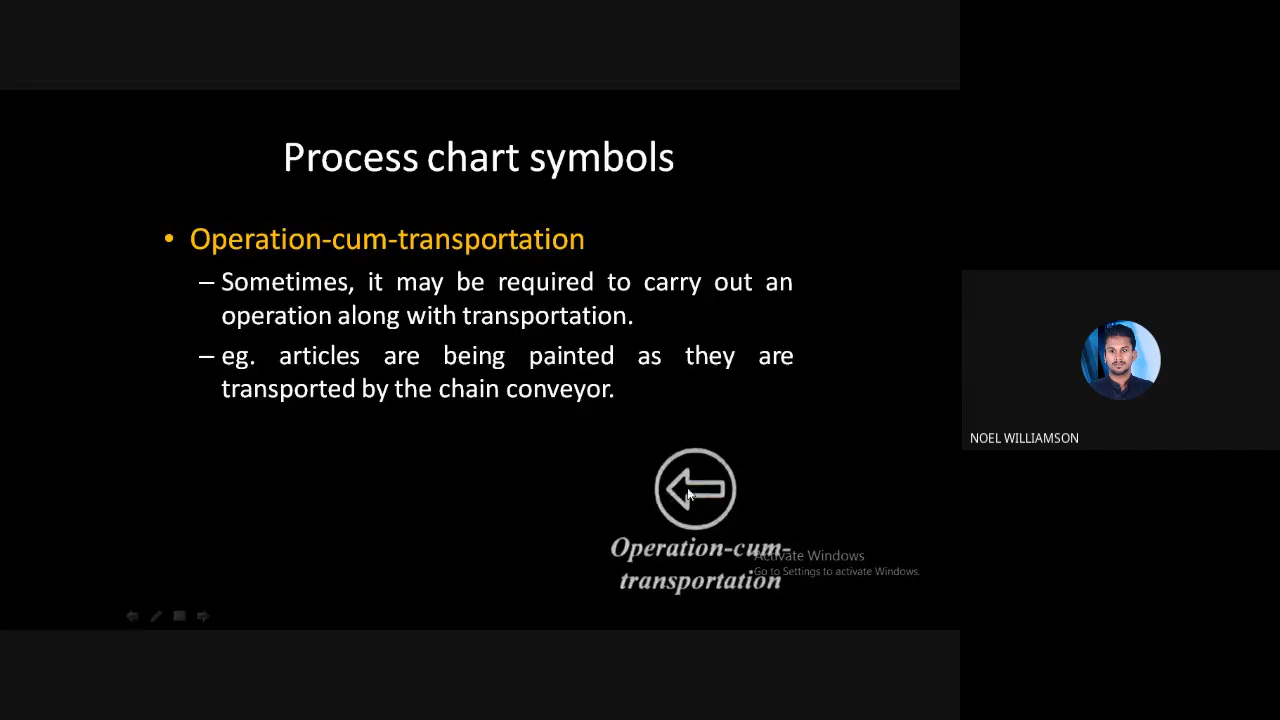 Process chart symbols
• Operation-cum-transportation
– Sometimes, it may be required to carry out an
operation along with transportation.
– eg. articles are being painted as they are
transported by the chain conveyor.
NOEL WILLIAMSON
Operation-cum-
transportation
Activate Windows
Go to Settings to activate Windows.